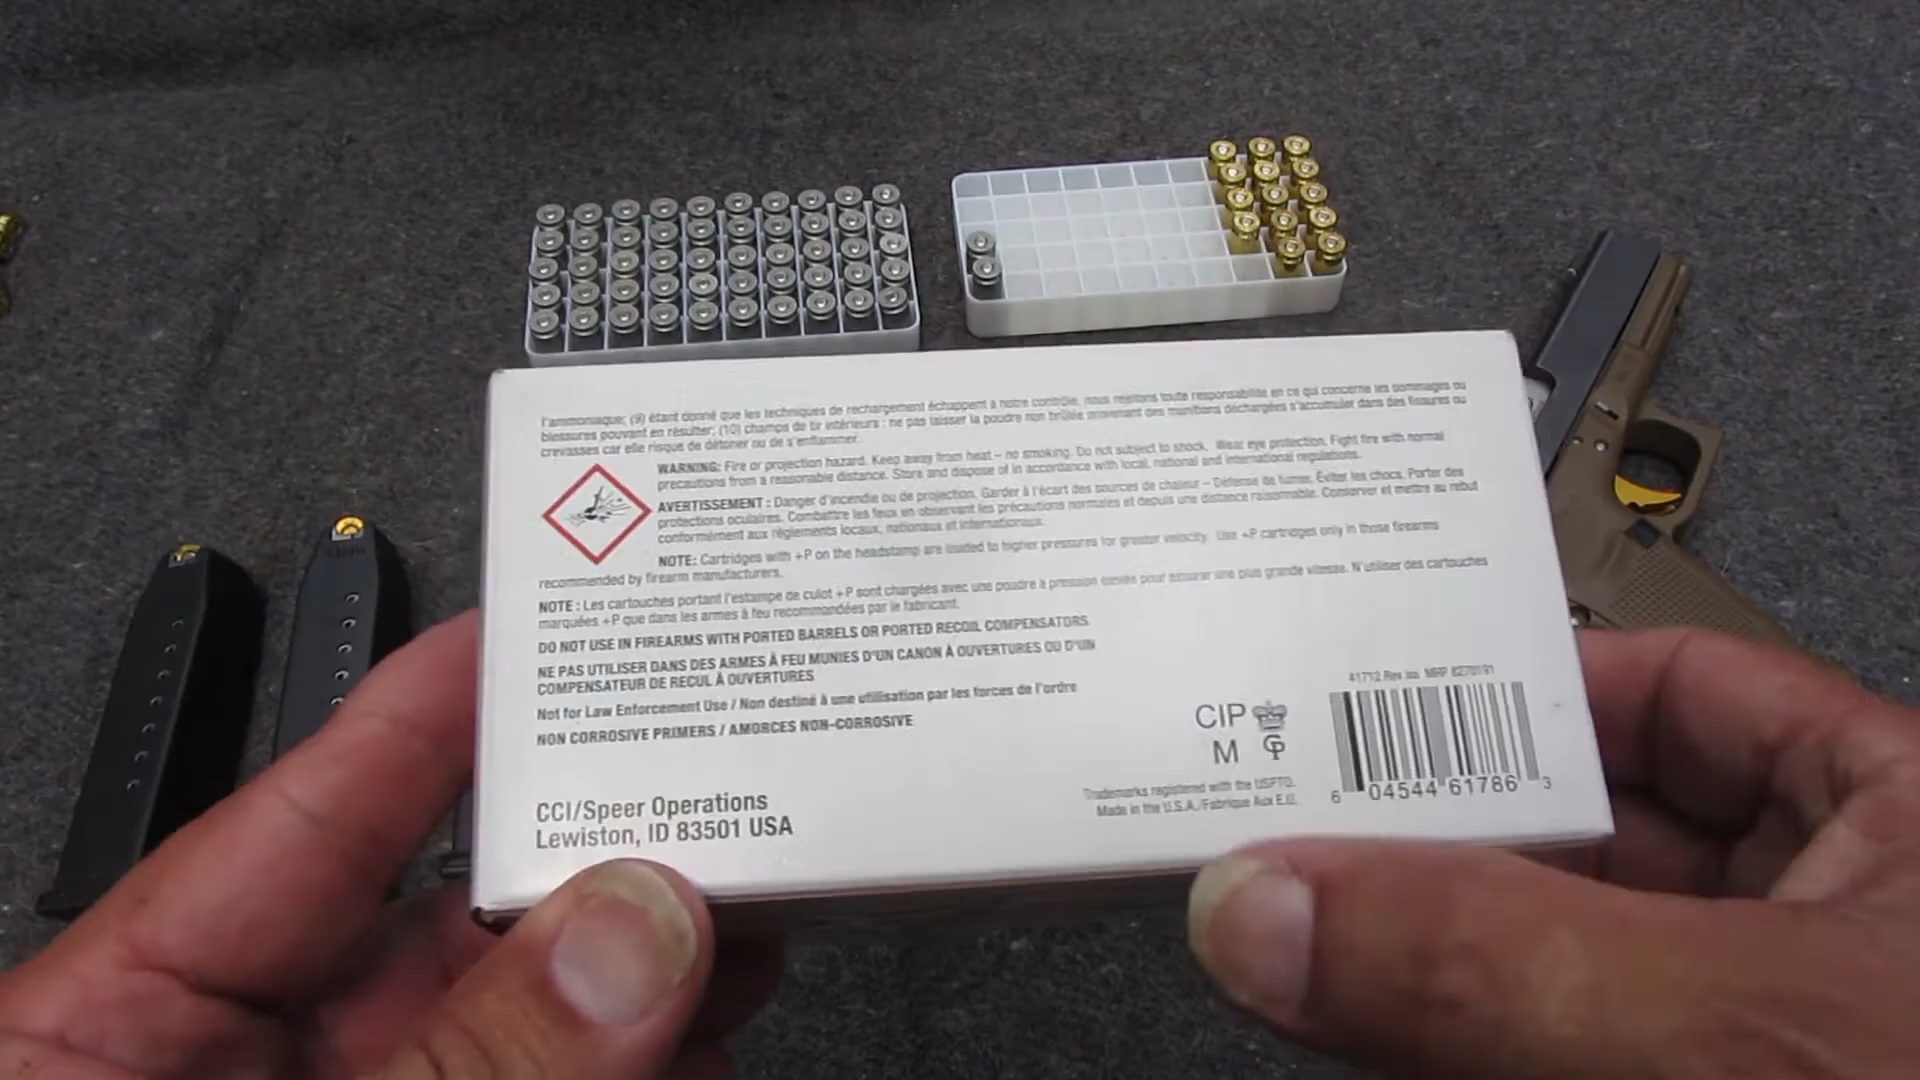 l'ammoniaque; (9) étant donné que les techniques de rechargement échappent à notre contrôle, nous rejetons toute responsabilité en ce qui concerne les dommages ou
blessures pouvant en résulter; (10) champs de tir intérieurs : ne pas laisser la poudre non brûlée provenant des munitions déchargées s'accumuler dans des fissures ou
crevasses car elle risque de détoner ou de s'enflammer.
WARNING: Fire or projection hazard. Keep away from heat – no smoking. Do not subject to shock. Wear eye protection. Fight fire with normal
precautions from a reasonable distance. Store and dispose of in accordance with local, national and international regulations.
AVERTISSEMENT : Danger d'incendie ou de projection. Garder à l'écart des sources de chaleur – Défense de fumer. Éviter les chocs. Porter des
protections oculaires. Combattre les feux en observant les précautions normales et depuis une distance raisonnable. Conserver et mettre au rebut
conformément aux règlements locaux, nationaux et internationaux.
NOTE: Cartridges with +P on the headstamp are loaded to higher pressures for greater velocity. Use +P cartridges only in those firearms
recommended by firearm manufacturers.
NOTE : Les cartouches portant l'estampe de culot +P sont chargées avec une poudre à pression élevée pour assurer une plus grande vitesse. N'utiliser des cartouches
marquées +P que dans les armes à feu recommandées par le fabricant.
DO NOT USE IN FIREARMS WITH PORTED BARRELS OR PORTED RECOIL COMPENSATORS.
NE PAS UTILISER DANS DES ARMES À FEU MUNIES D'UN CANON À OUVERTURES OU D'UN
COMPENSATEUR DE RECUL À OUVERTURES
Not for Law Enforcement Use / Non destiné à une utilisation par les forces de l'ordre
NON CORROSIVE PRIMERS / AMORCES NON-CORROSIVE
CCI/Speer Operations
Lewiston, ID 83501 USA
CIP
M
Trademarks registered with the USPTO.
Made in the U.S.A./Fabrique Aux E.U.
41712 Rev MRP 6270191
6 04544 61786 3